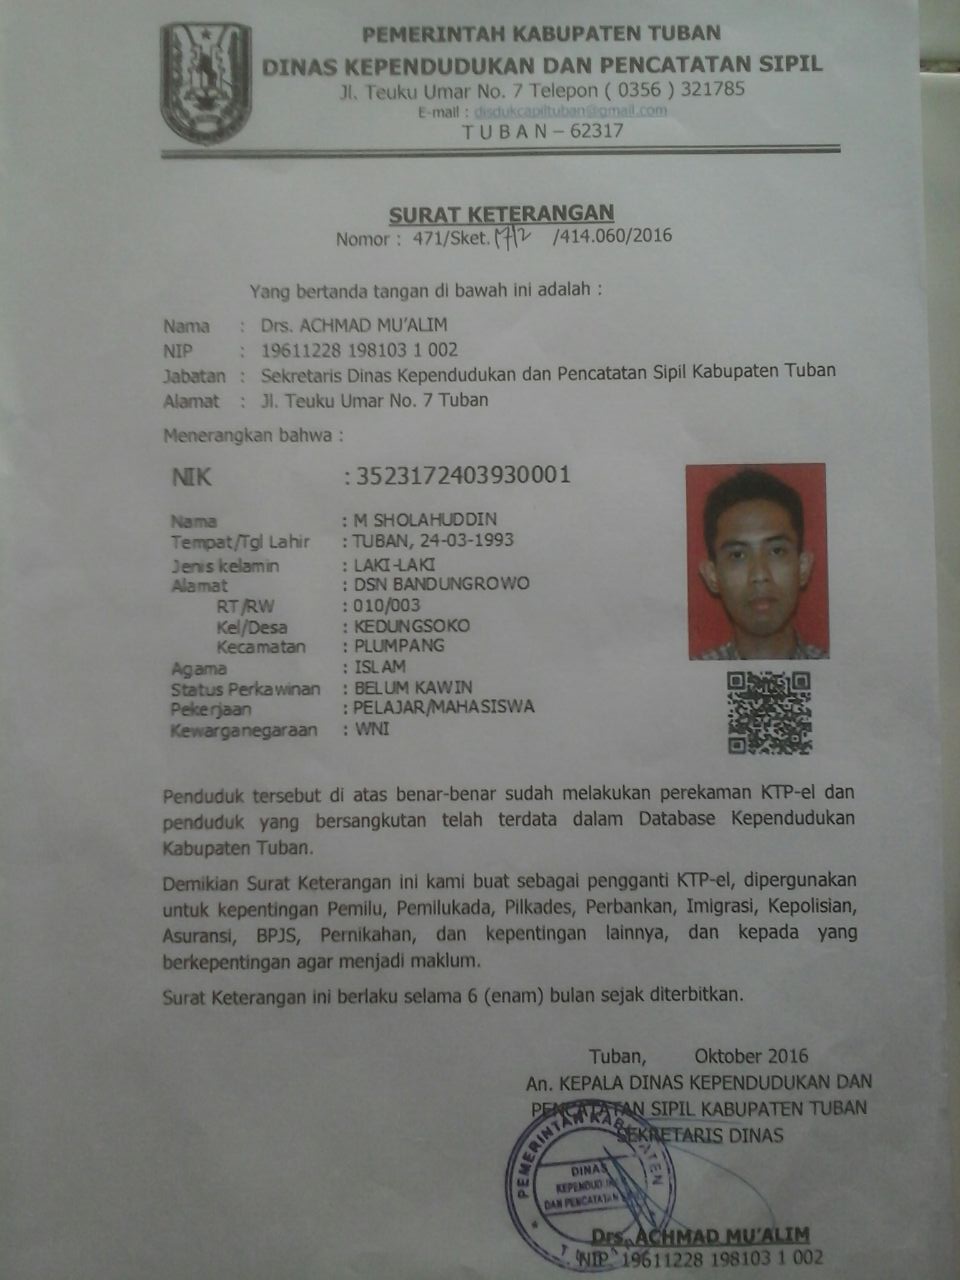 PEMERINTAH KABUPATEN TUBAN
DINAS KEPENDUDUKAN DAN PENCATATAN SIPIL
Jl. Teuku Umar No. 7 Telepon ( 0356 ) 321785
E-mail : disdukcapiltuban@gmail.com
T U B A N – 62317
SURAT KETERANGAN
Nomor : 471/Sket. /414.060/2016
Yang bertanda tangan di bawah ini adalah :
Nama : Drs. ACHMAD MU'ALIM
NIP : 19611228 198103 1 002
Jabatan : Sekretaris Dinas Kependudukan dan Pencatatan Sipil Kabupaten Tuban
Alamat : Jl. Teuku Umar No. 7 Tuban
Menerangkan bahwa :
NIK : 3523172403930001
Nama : M SHOLAHUDDIN
Tempat/Tgl Lahir : TUBAN, 24-03-1993
Jenis kelamin : LAKI-LAKI
Alamat : DSN BANDUNGROWO
RT/RW : 010/003
Kel/Desa : KEDUNGSOKO
Kecamatan : PLUMPANG
Agama : ISLAM
Status Perkawinan : BELUM KAWIN
Pekerjaan : PELAJAR/MAHASISWA
Kewarganegaraan : WNI
Penduduk tersebut di atas benar-benar sudah melakukan perekaman KTP-el dan
penduduk yang bersangkutan telah terdata dalam Database Kependudukan
Kabupaten Tuban.
Demikian Surat Keterangan ini kami buat sebagai pengganti KTP-el, dipergunakan
untuk kepentingan Pemilu, Pemilukada, Pilkades, Perbankan, Imigrasi, Kepolisian,
Asuransi, BPJS, Pernikahan, dan kepentingan lainnya, dan kepada yang
berkepentingan agar menjadi maklum.
Surat Keterangan ini berlaku selama 6 (enam) bulan sejak diterbitkan.
Tuban, Oktober 2016
An. KEPALA DINAS KEPENDUDUKAN DAN
PENCATATAN SIPIL KABUPATEN TUBAN
SEKRETARIS DINAS
PEMERINTAH KABUPATEN
DINAS
KEPENDUDUKAN
DAN PENCATATAN
Drs. ACHMAD MU'ALIM
NIP. 19611228 198103 1 002